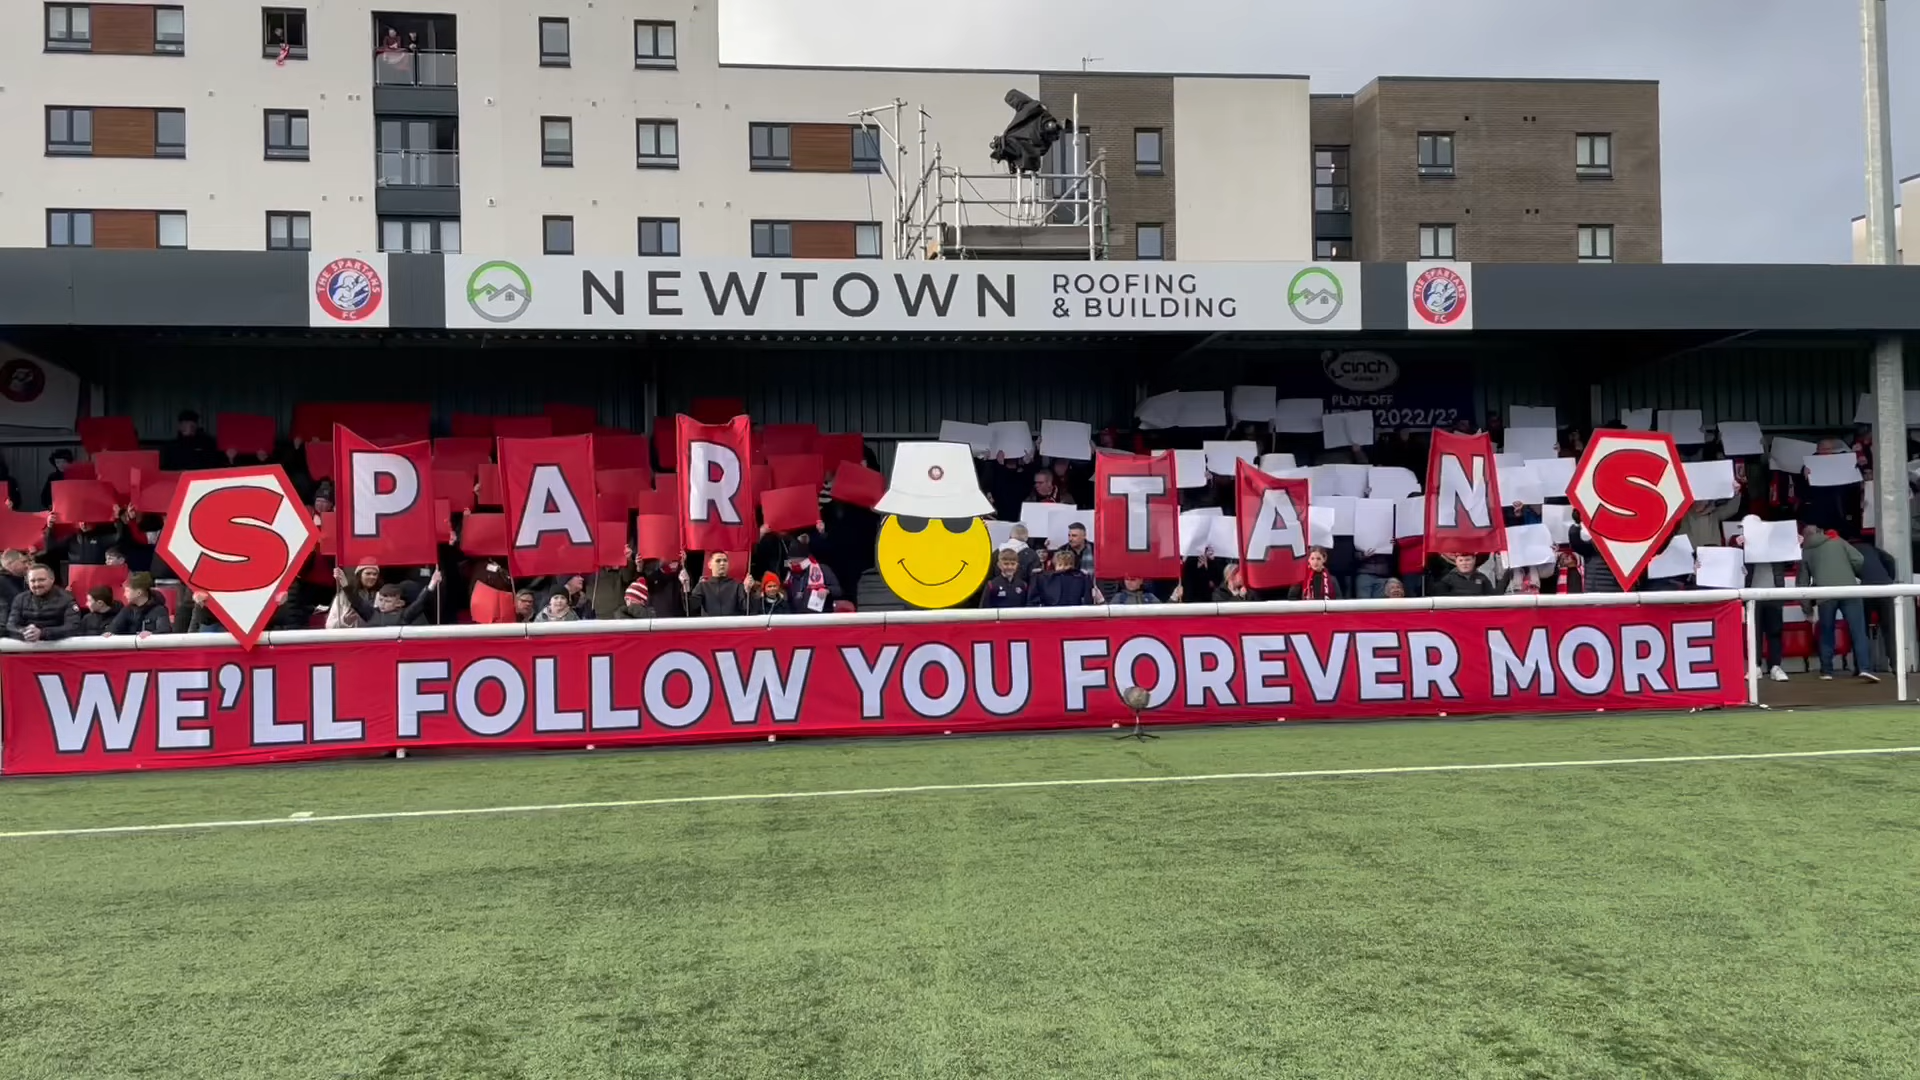 THE SPARTANS FC
NEWTOWN ROOFING & BUILDING
THE SPARTANS FC
cinch
PLAY-OFF
2022/23
SPARTANS
WE'LL FOLLOW YOU FOREVER MORE